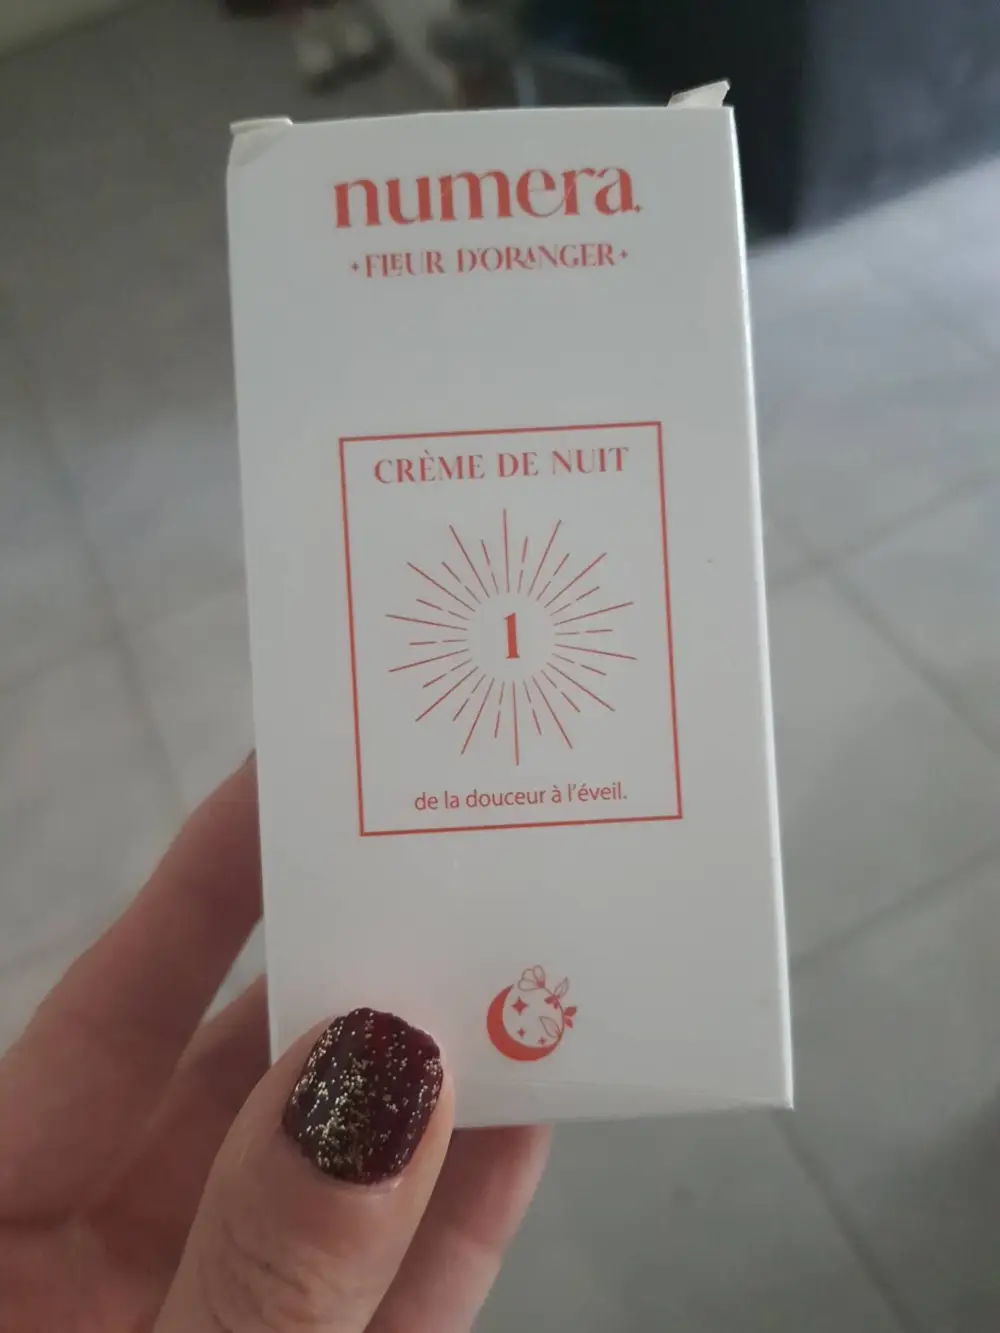 numera
FLEUR D'ORANGER
CRÈME DE NUIT
1
de la douceur à l'éveil.